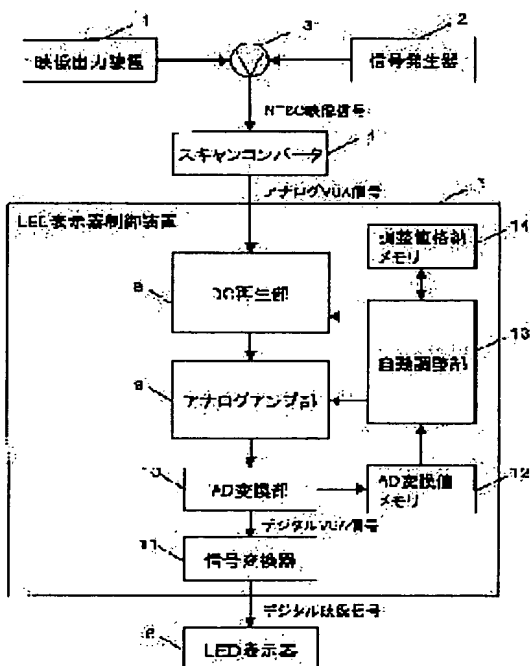 1
3
2
映像出力装置
信号発生器
NTSC映像信号
4
スキャンコンバータ
アナログVGA信号
LED表示器制御装置
14
調整値格納
メモリ
DC再生部
13
自動調整部
アナログアンプ部
AD変換部
12
AD変換値
メモリ
デジタルVGA信号
11
信号変換器
デジタル映像信号
LED表示器